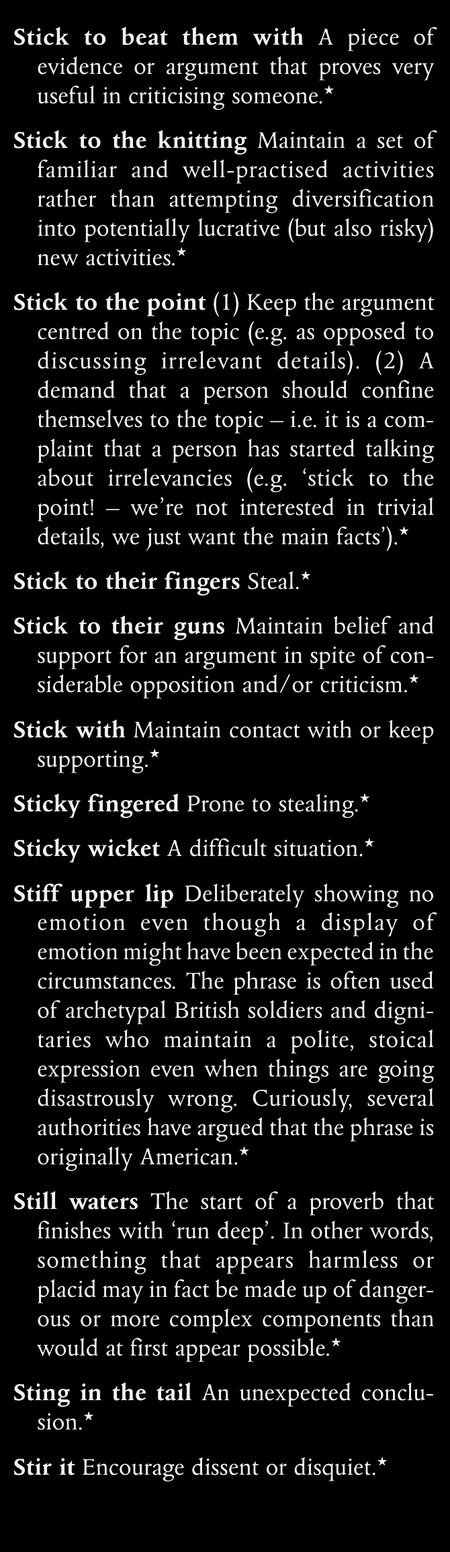 Stick to beat them with A piece of
evidence or argument that proves very
useful in criticising someone.★
Stick to the knitting Maintain a set of
familiar and well-practised activities
rather than attempting diversification
into potentially lucrative (but also risky)
new activities.★
Stick to the point (1) Keep the argument
centred on the topic (e.g. as opposed to
discussing irrelevant details). (2) A
demand that a person should confine
themselves to the topic – i.e. it is a com-
plaint that a person has started talking
about irrelevancies (e.g. ‘stick to the
point! – we’re not interested in trivial
details, we just want the main facts’).★
Stick to their fingers Steal.★
Stick to their guns Maintain belief and
support for an argument in spite of con-
siderable opposition and/or criticism.★
Stick with Maintain contact with or keep
supporting.★
Sticky fingered Prone to stealing.★
Sticky wicket A difficult situation.★
Stiff upper lip Deliberately showing no
emotion even though a display of
emotion might have been expected in the
circumstances. The phrase is often used
of archetypal British soldiers and digni-
taries who maintain a polite, stoical
expression even when things are going
disastrously wrong. Curiously, several
authorities have argued that the phrase is
originally American.★
Still waters The start of a proverb that
finishes with ‘run deep’. In other words,
something that appears harmless or
placid may in fact be made up of danger-
ous or more complex components than
would at first appear possible.★
Sting in the tail An unexpected conclu-
sion.★
Stir it Encourage dissent or disquiet.★